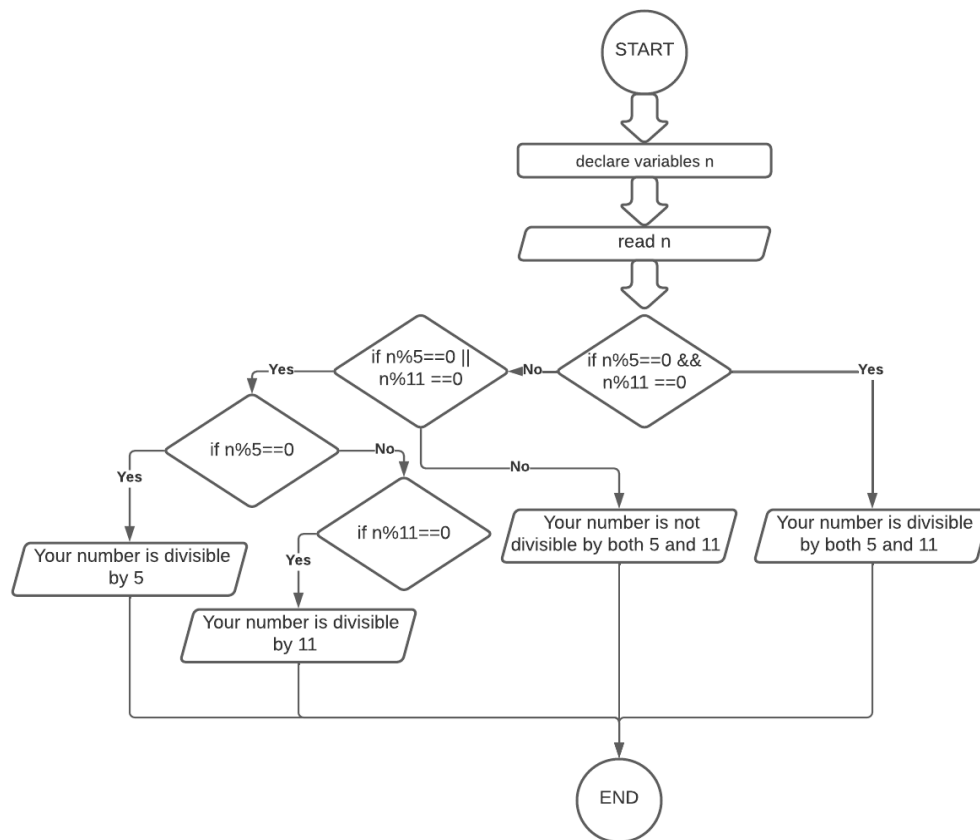 START
declare variables n
read n
if n%5==0 &&
n%11 ==0
No
Yes
if n%5==0 ||
n%11 ==0
Yes
No
if n%5==0
Yes
No
if n%11==0
Yes
Your number is divisible
by 5
Your number is divisible
by 11
Your number is not
divisible by both 5 and 11
Your number is divisible
by both 5 and 11
END